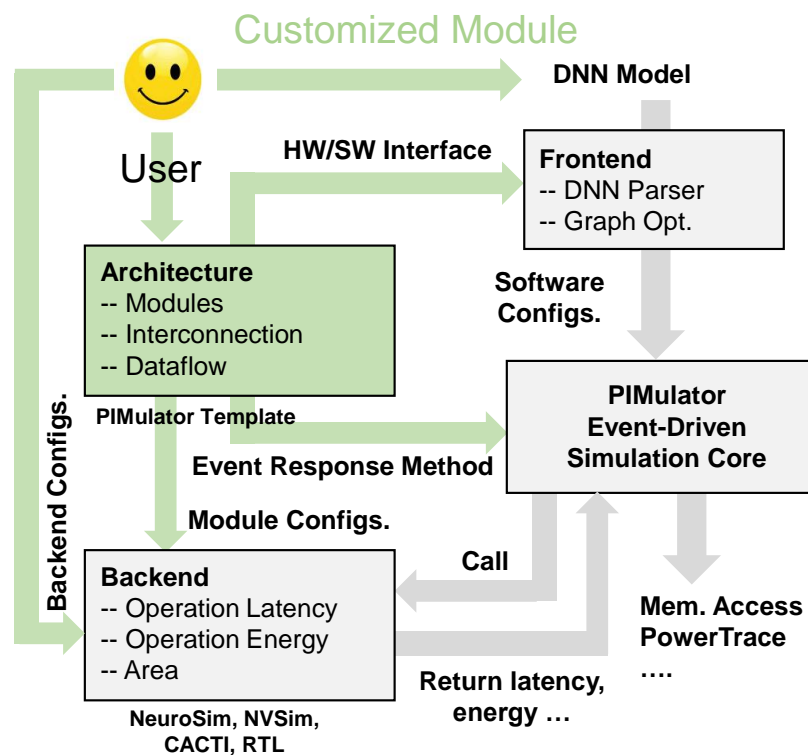 Customized Module
DNN Model
User
HW/SW Interface
Frontend
-- DNN Parser
-- Graph Opt.
Architecture
-- Modules
-- Interconnection
-- Dataflow
PIMulator Template
Software
Configs.
PIMulator
Event-Driven
Simulation Core
Event Response Method
Module Configs.
Backend Configs.
Backend
-- Operation Latency
-- Operation Energy
-- Area
Call
Return latency,
energy …
Mem. Access
PowerTrace
….
NeuroSim, NVSim,
CACTI, RTL